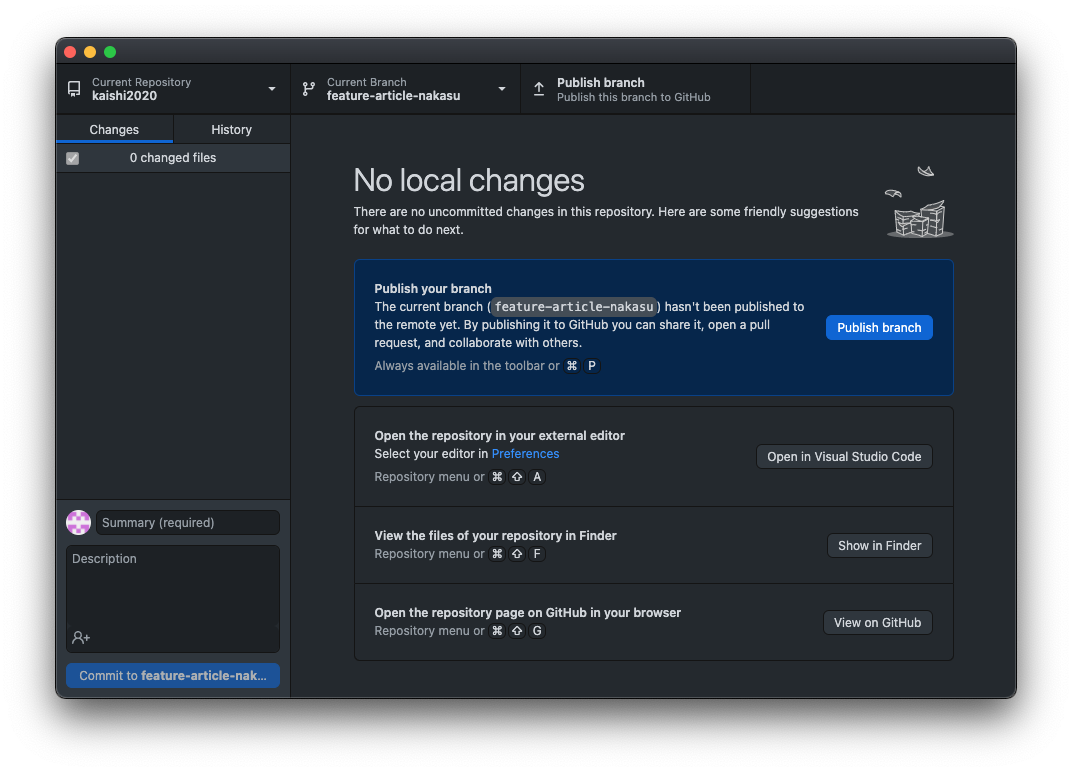 Current Repository
kaishi2020
Current Branch
feature-article-nakasu
Publish branch
Publish this branch to GitHub
Changes
History
0 changed files
No local changes
There are no uncommitted changes in this repository. Here are some friendly suggestions
for what to do next.
Publish your branch
The current branch (feature-article-nakasu) hasn't been published to
the remote yet. By publishing it to GitHub you can share it, open a pull
request, and collaborate with others.
Always available in the toolbar or ⌘ P
Publish branch
Open the repository in your external editor
Select your editor in Preferences
Repository menu or ⌘ ⇧ A
Open in Visual Studio Code
View the files of your repository in Finder
Repository menu or ⌘ ⇧ F
Show in Finder
Open the repository page on GitHub in your browser
Repository menu or ⌘ ⇧ G
View on GitHub
Summary (required)
Description
Commit to feature-article-nak...